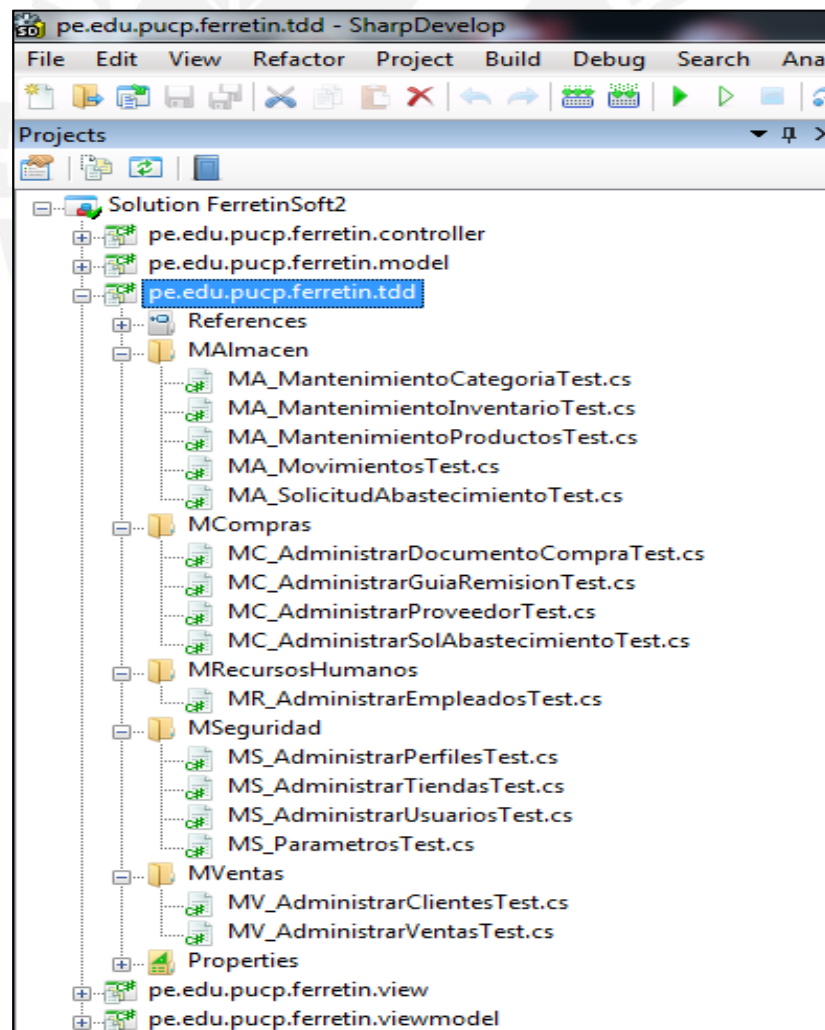 pe.edu.pucp.ferretin.tdd - SharpDevelop
File Edit View Refactor Project Build Debug Search Ana
Projects
Solution FerretinSoft2
pe.edu.pucp.ferretin.controller
pe.edu.pucp.ferretin.model
pe.edu.pucp.ferretin.tdd
References
MAlmacen
MA_MantenimientoCategoriaTest.cs
MA_MantenimientoInventarioTest.cs
MA_MantenimientoProductosTest.cs
MA_MovimientosTest.cs
MA_SolicitudAbastecimientoTest.cs
MCompras
MC_AdministrarDocumentoCompraTest.cs
MC_AdministrarGuiaRemisionTest.cs
MC_AdministrarProveedorTest.cs
MC_AdministrarSolAbastecimientoTest.cs
MRecursosHumanos
MR_AdministrarEmpleadosTest.cs
MSeguridad
MS_AdministrarPerfilesTest.cs
MS_AdministrarTiendasTest.cs
MS_AdministrarUsuariosTest.cs
MS_ParametrosTest.cs
MVentas
MV_AdministrarClientesTest.cs
MV_AdministrarVentasTest.cs
Properties
pe.edu.pucp.ferretin.view
pe.edu.pucp.ferretin.viewmodel